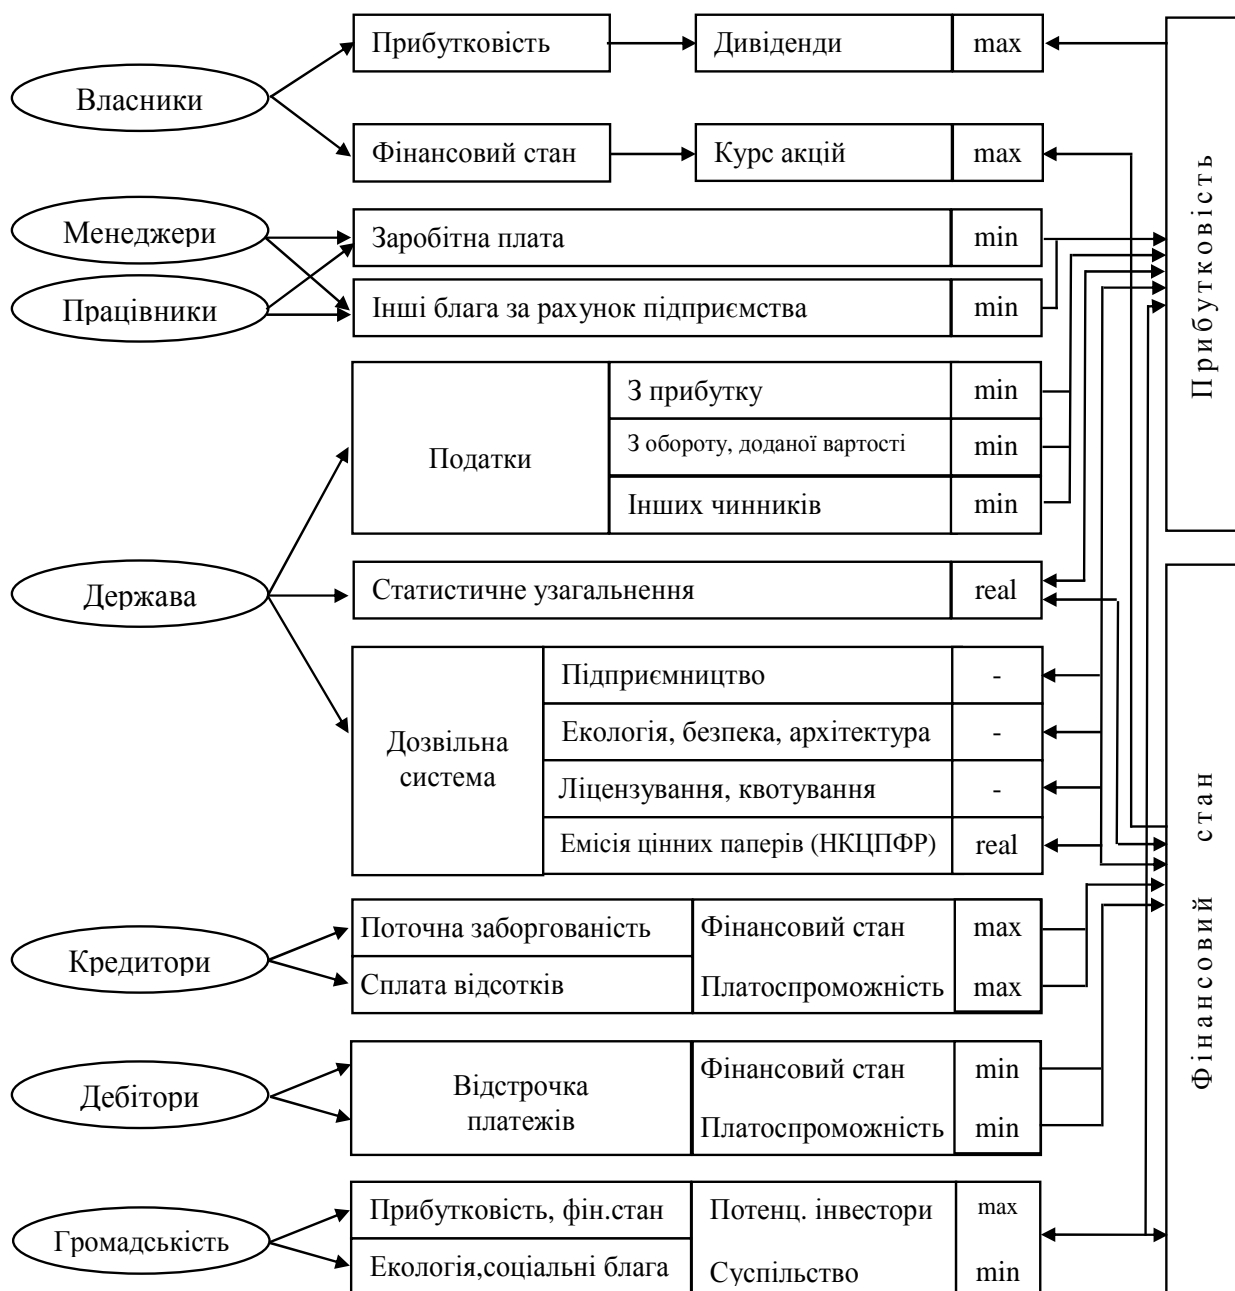 Прибутковість
Дивіденди
max
Власники
Фінансовий стан
Курс акцій
max
Менеджери
Заробітна плата
min
Працівники
Інші блага за рахунок підприємства
min
Прибутковість
Податки
З прибутку
min
З обороту, доданої вартості
min
Інших чинників
min
Держава
Статистичне узагальнення
real
Дозвільна
система
Підприємництво
-
Екологія, безпека, архітектура
-
Ліцензування, квотування
-
Емісія цінних паперів (НКЦПФР)
real
Фінансовий стан
Кредитори
Поточна заборгованість
Фінансовий стан
max
Сплата відсотків
Платоспроможність
max
Дебітори
Відстрочка
платежів
Фінансовий стан
min
Платоспроможність
min
Громадськість
Прибутковість, фін.стан
Потенц. інвестори
max
Екологія,соціальні блага
Суспільство
min